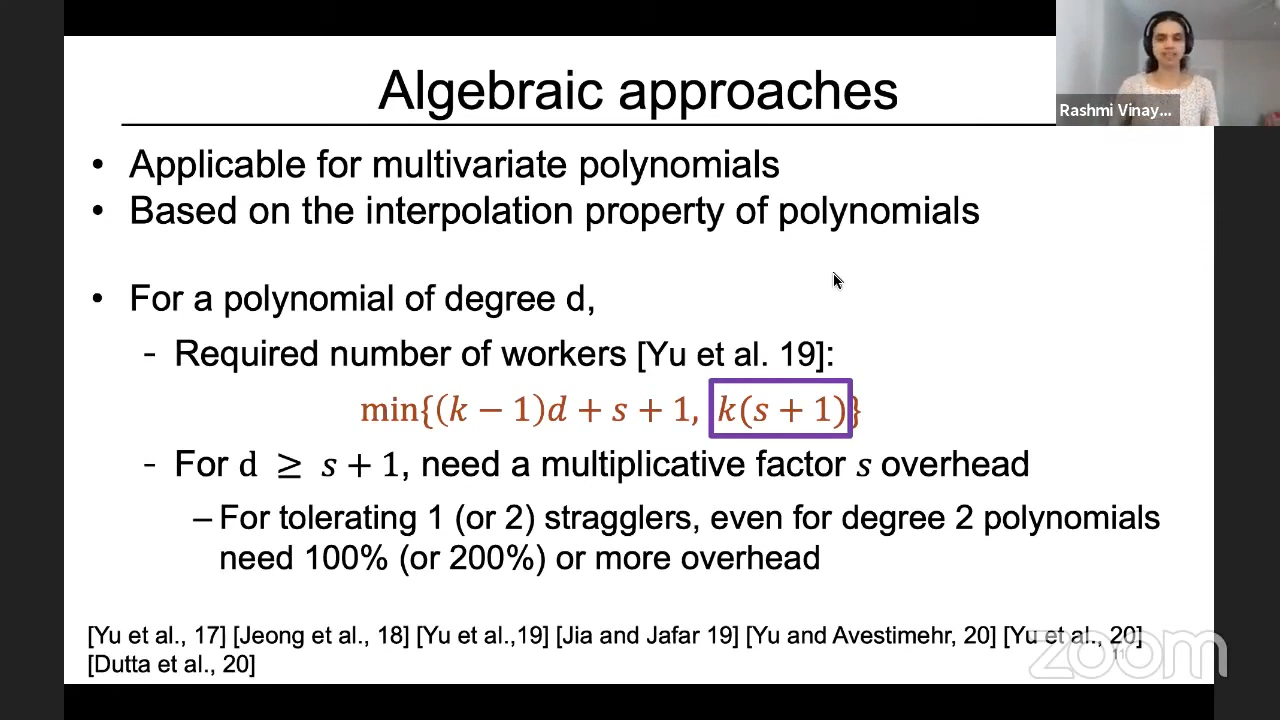 Algebraic approaches
Rashmi Vinay...
• Applicable for multivariate polynomials
• Based on the interpolation property of polynomials
• For a polynomial of degree d,
- Required number of workers [Yu et al. 19]:
min{(k − 1)d + s + 1, k(s + 1)}
- For d ≥ s + 1, need a multiplicative factor s overhead
– For tolerating 1 (or 2) stragglers, even for degree 2 polynomials
need 100% (or 200%) or more overhead
[Yu et al., 17] [Jeong et al., 18] [Yu et al.,19] [Jia and Jafar 19] [Yu and Avestimehr, 20] [Yu et al., 20]
[Dutta et al., 20]
11
zoom